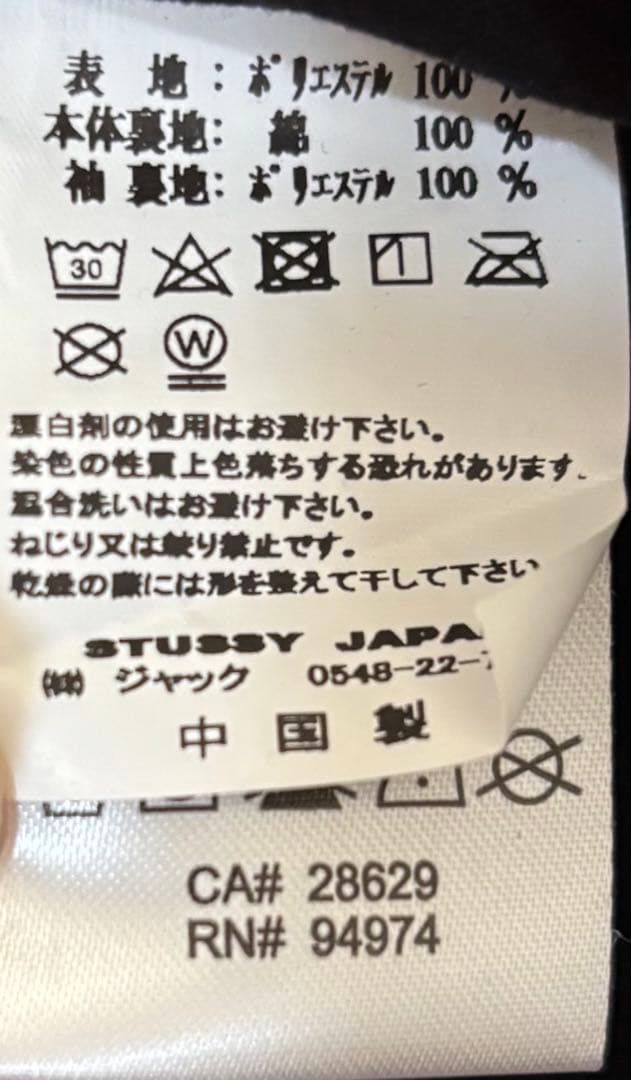 表 地: ポリエステル 100 %
本体裏地: 綿 100 %
袖 裏地: ポリエステル 100 %
30
W
漂白剤の使用はお避け下さい。
染色の性質上色落ちする恐れがあります。
混合洗いはお避け下さい。
ねじり又は絞り禁止です。
乾燥の際には形を整えて干して下さい
STUSSY JAPA
㈱ ジャック 0548-22-
中 国 製
CA# 28629
RN# 94974